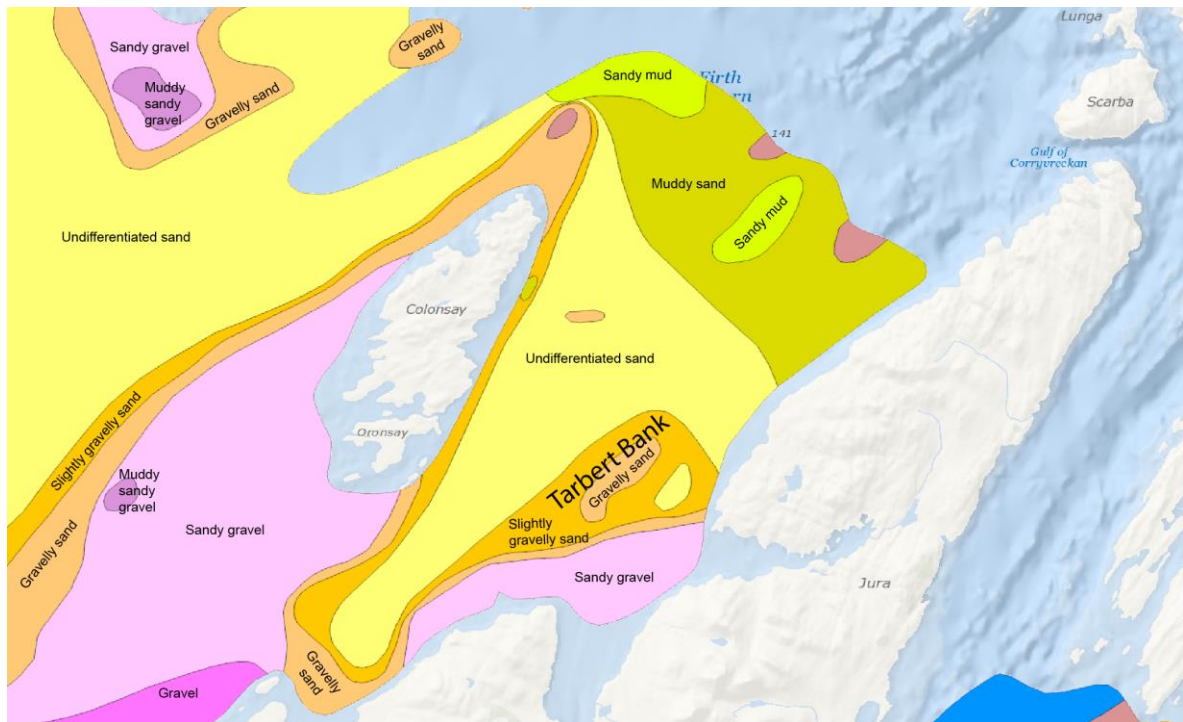 Lunga
Sandy gravel
Gravelly
sand
Sandy mud
Firth
Muddy
sandy
gravel
Gravelly sand
Scarba
141
Gulf of
Corryvreckan
Muddy sand
Sandy mud
Undifferentiated sand
Colonsay
Undifferentiated sand
Slightly gravelly sand
Oronsay
Tarbert Bank
Gravelly sand
Muddy
sandy
gravel
Sandy gravel
Slightly
gravelly sand
Gravelly sand
Sandy gravel
Jura
Gravelly
sand
Gravel